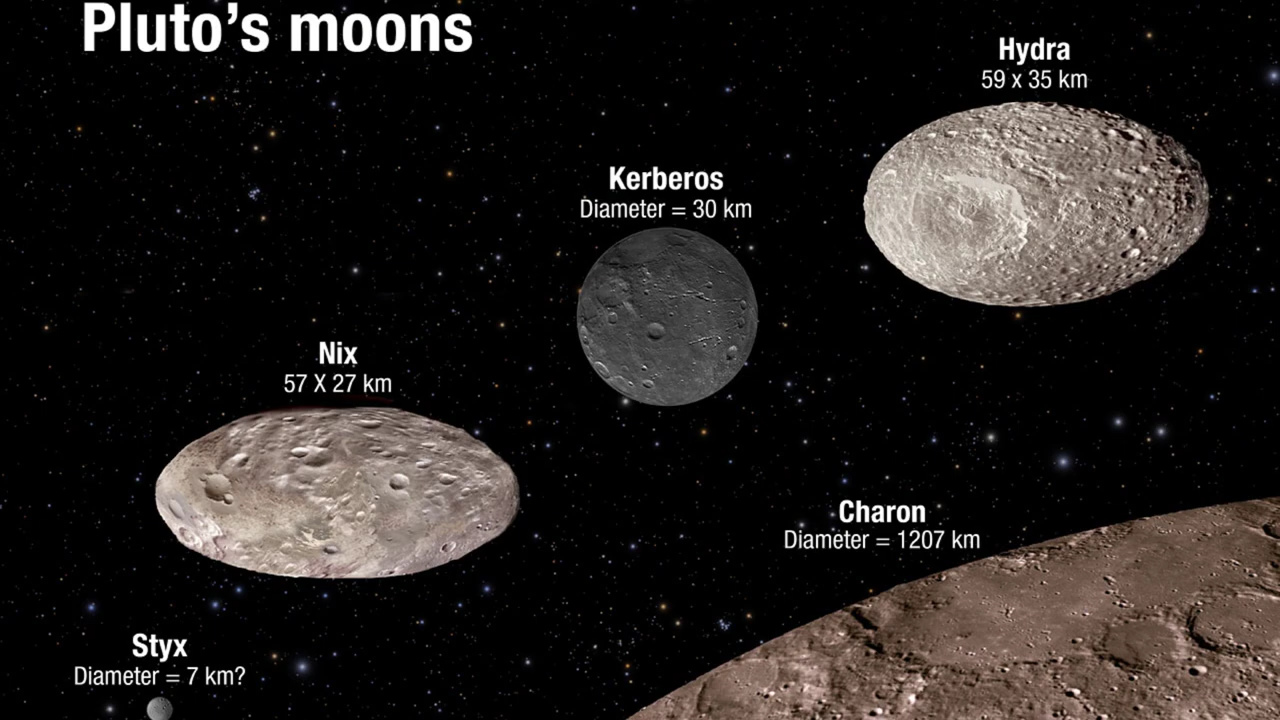 Pluto’s moons
Hydra
59 x 35 km
Kerberos
Diameter = 30 km
Nix
57 X 27 km
Charon
Diameter = 1207 km
Styx
Diameter = 7 km?